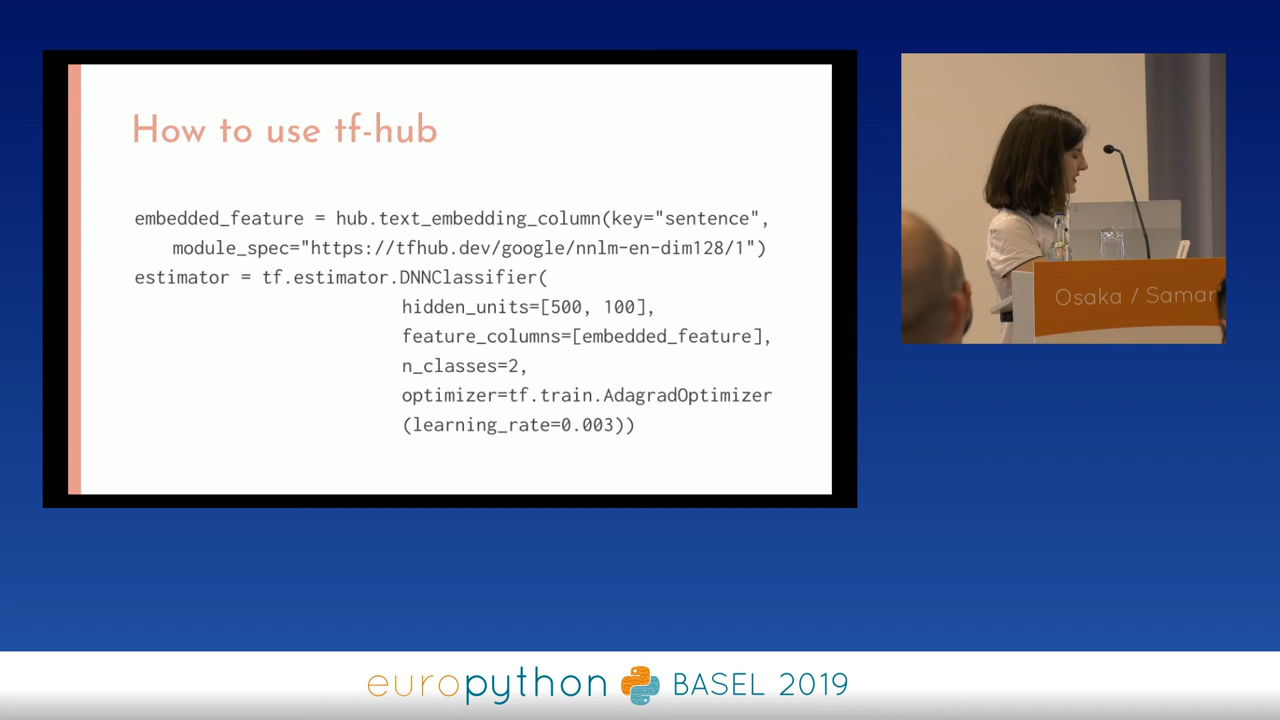 How to use tf-hub
embedded_feature = hub.text_embedding_column(key="sentence",
module_spec="https://tfhub.dev/google/nnlm-en-dim128/1")
estimator = tf.estimator.DNNClassifier(
hidden_units=[500, 100],
feature_columns=[embedded_feature],
n_classes=2,
optimizer=tf.train.AdagradOptimizer
(learning_rate=0.003))
Osaka / Samar
europython BASEL 2019